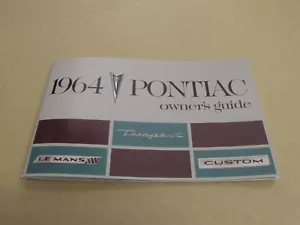 1964 PONTIAC
owner's guide
Tempest
LE MANS
CUSTOM